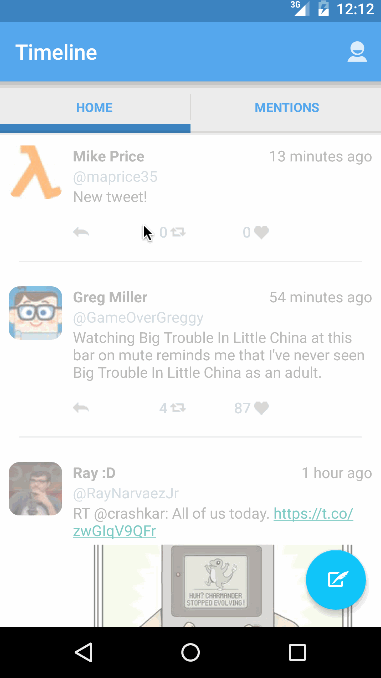 3G 12:12
Timeline
HOME MENTIONS
Mike Price 13 minutes ago
@maprice35
New tweet!
0 0
Greg Miller 54 minutes ago
@GameOverGreggy
Watching Big Trouble In Little China at this
bar on mute reminds me that I've never seen
Big Trouble In Little China as an adult.
4 87
Ray :D 1 hour ago
@RayNarvaezJr
RT @crashkar: All of us today. https://t.co/
zwGlqV9QFr
HUH? CHARMANDER
STOPPED EVOLVING!